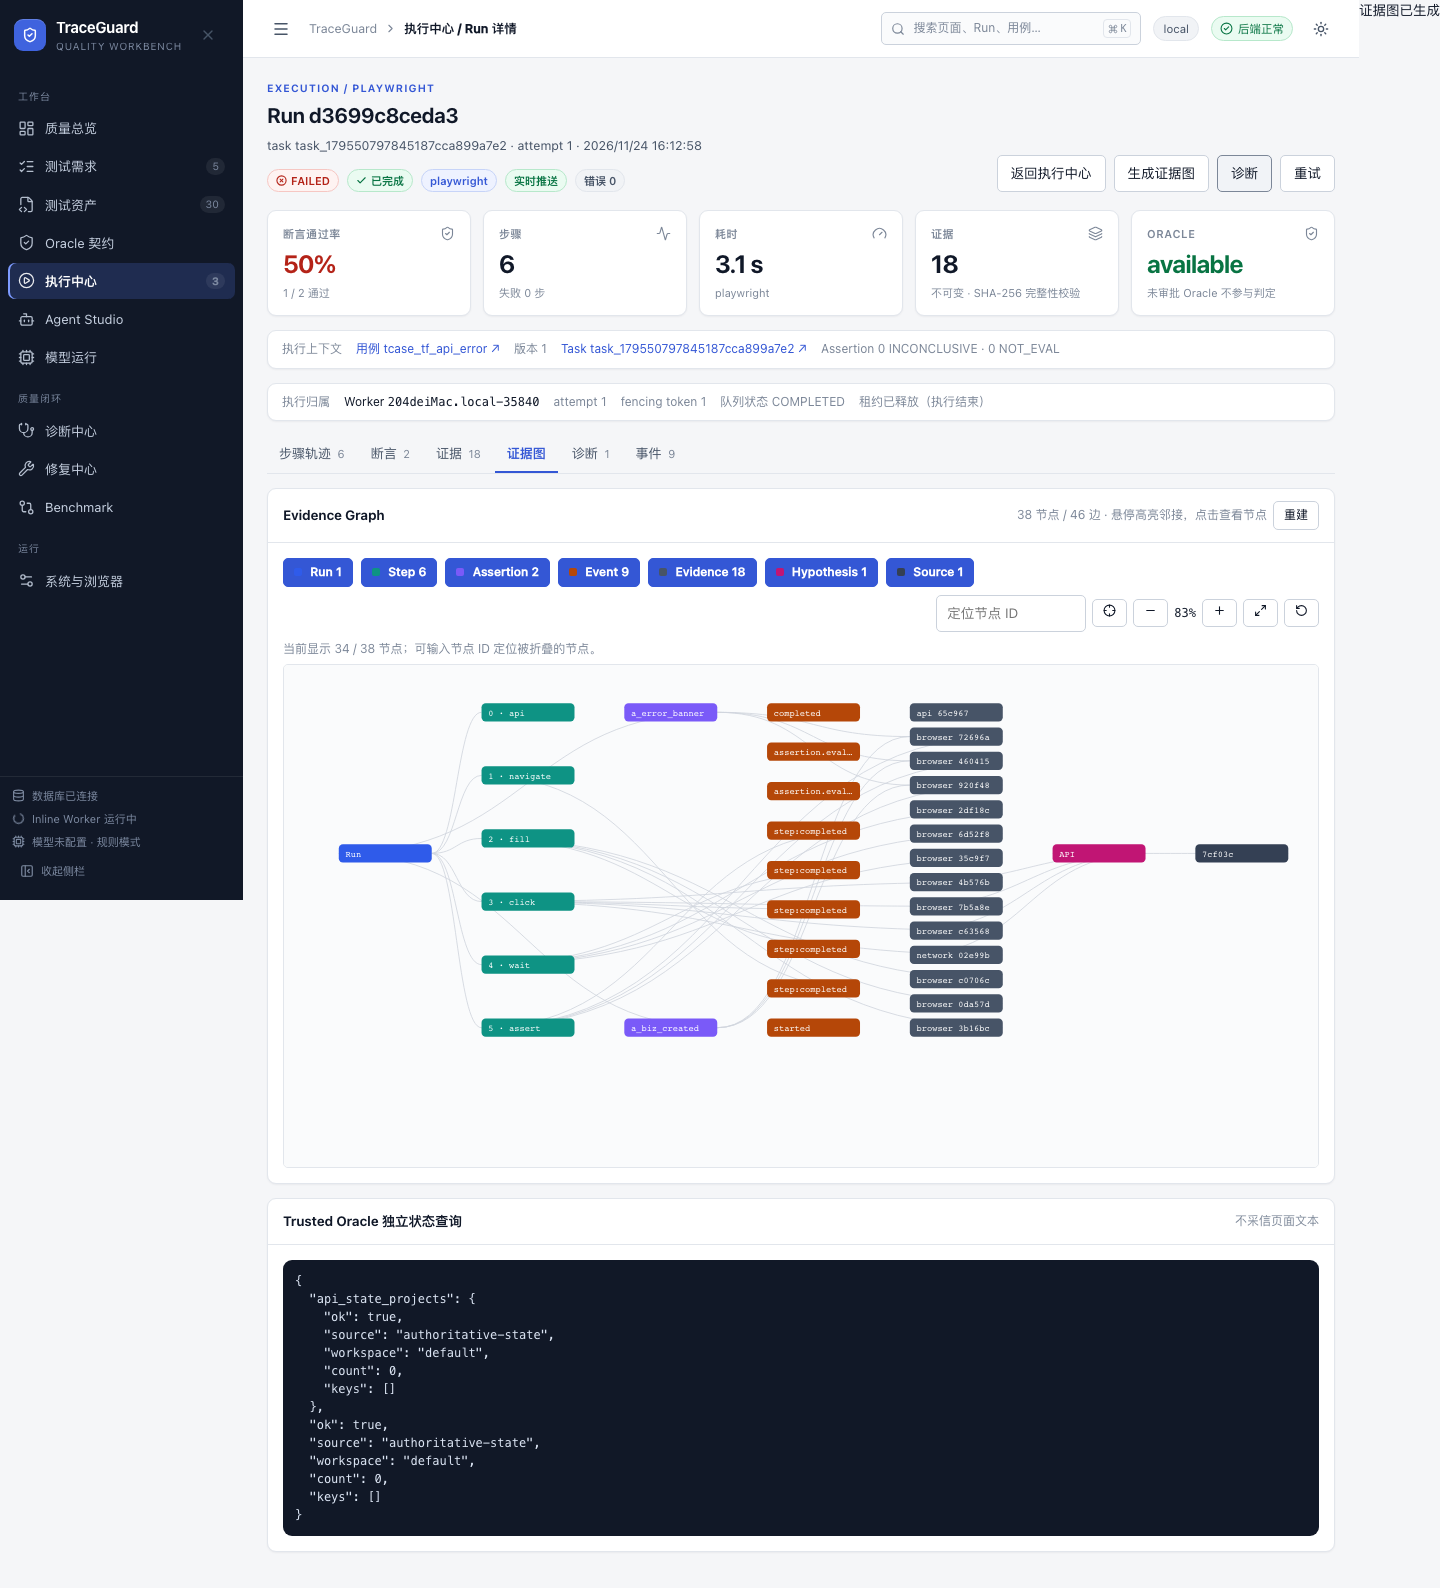 TraceGuard
QUALITY WORKBENCH
工作台
质量总览
测试需求 5
测试资产 30
Oracle 契约
执行中心 3
Agent Studio
模型运行
质量闭环
诊断中心
修复中心
Benchmark
运行
系统与浏览器
数据库已连接
Inline Worker 运行中
模型未配置 · 规则模式
收起侧栏
TraceGuard > 执行中心 / Run 详情
搜索页面、Run、用例... ⌘ K
local
后端正常
证据图已生成
EXECUTION / PLAYWRIGHT
Run d3699c8ceda3
task task_179550797845187cca899a7e2 · attempt 1 · 2026/11/24 16:12:58
FAILED 已完成 playwright 实时推送 错误 0
返回执行中心 生成证据图 诊断 重试
断言通过率
50%
1 / 2 通过
步骤
6
失败 0 步
耗时
3.1 s
playwright
证据
18
不可变 · SHA-256 完整性校验
ORACLE
available
未审批 Oracle 不参与判定
执行上下文 用例 tcase_tf_api_error ↗ 版本 1 Task task_179550797845187cca899a7e2 ↗ Assertion 0 INCONCLUSIVE · 0 NOT_EVAL
执行归属 Worker 204deiMac.local-35840 attempt 1 fencing token 1 队列状态 COMPLETED 租约已释放（执行结束）
步骤轨迹 6 断言 2 证据 18 证据图 诊断 1 事件 9
Evidence Graph
38 节点 / 46 边 · 悬停高亮邻接，点击查看节点 重建
Run 1 Step 6 Assertion 2 Event 9 Evidence 18 Hypothesis 1 Source 1
定位节点 ID − 83% +
当前显示 34 / 38 节点；可输入节点 ID 定位被折叠的节点。
Run
0 · api
1 · navigate
2 · fill
3 · click
4 · wait
5 · assert
a_error_banner
a_biz_created
completed
assertion.eval…
assertion.eval…
step:completed
step:completed
step:completed
step:completed
step:completed
started
api 65c967
browser 72696a
browser 460415
browser 920f48
browser 2df18c
browser 6d52f8
browser 35c9f7
browser 4b576b
browser 7b5a8e
browser c63568
network 02e99b
browser c0706c
browser 0da57d
browser 3b16bc
API
7cf03c
Trusted Oracle 独立状态查询
不采信页面文本
{
"api_state_projects": {
"ok": true,
"source": "authoritative-state",
"workspace": "default",
"count": 0,
"keys": []
},
"ok": true,
"source": "authoritative-state",
"workspace": "default",
"count": 0,
"keys": []
}